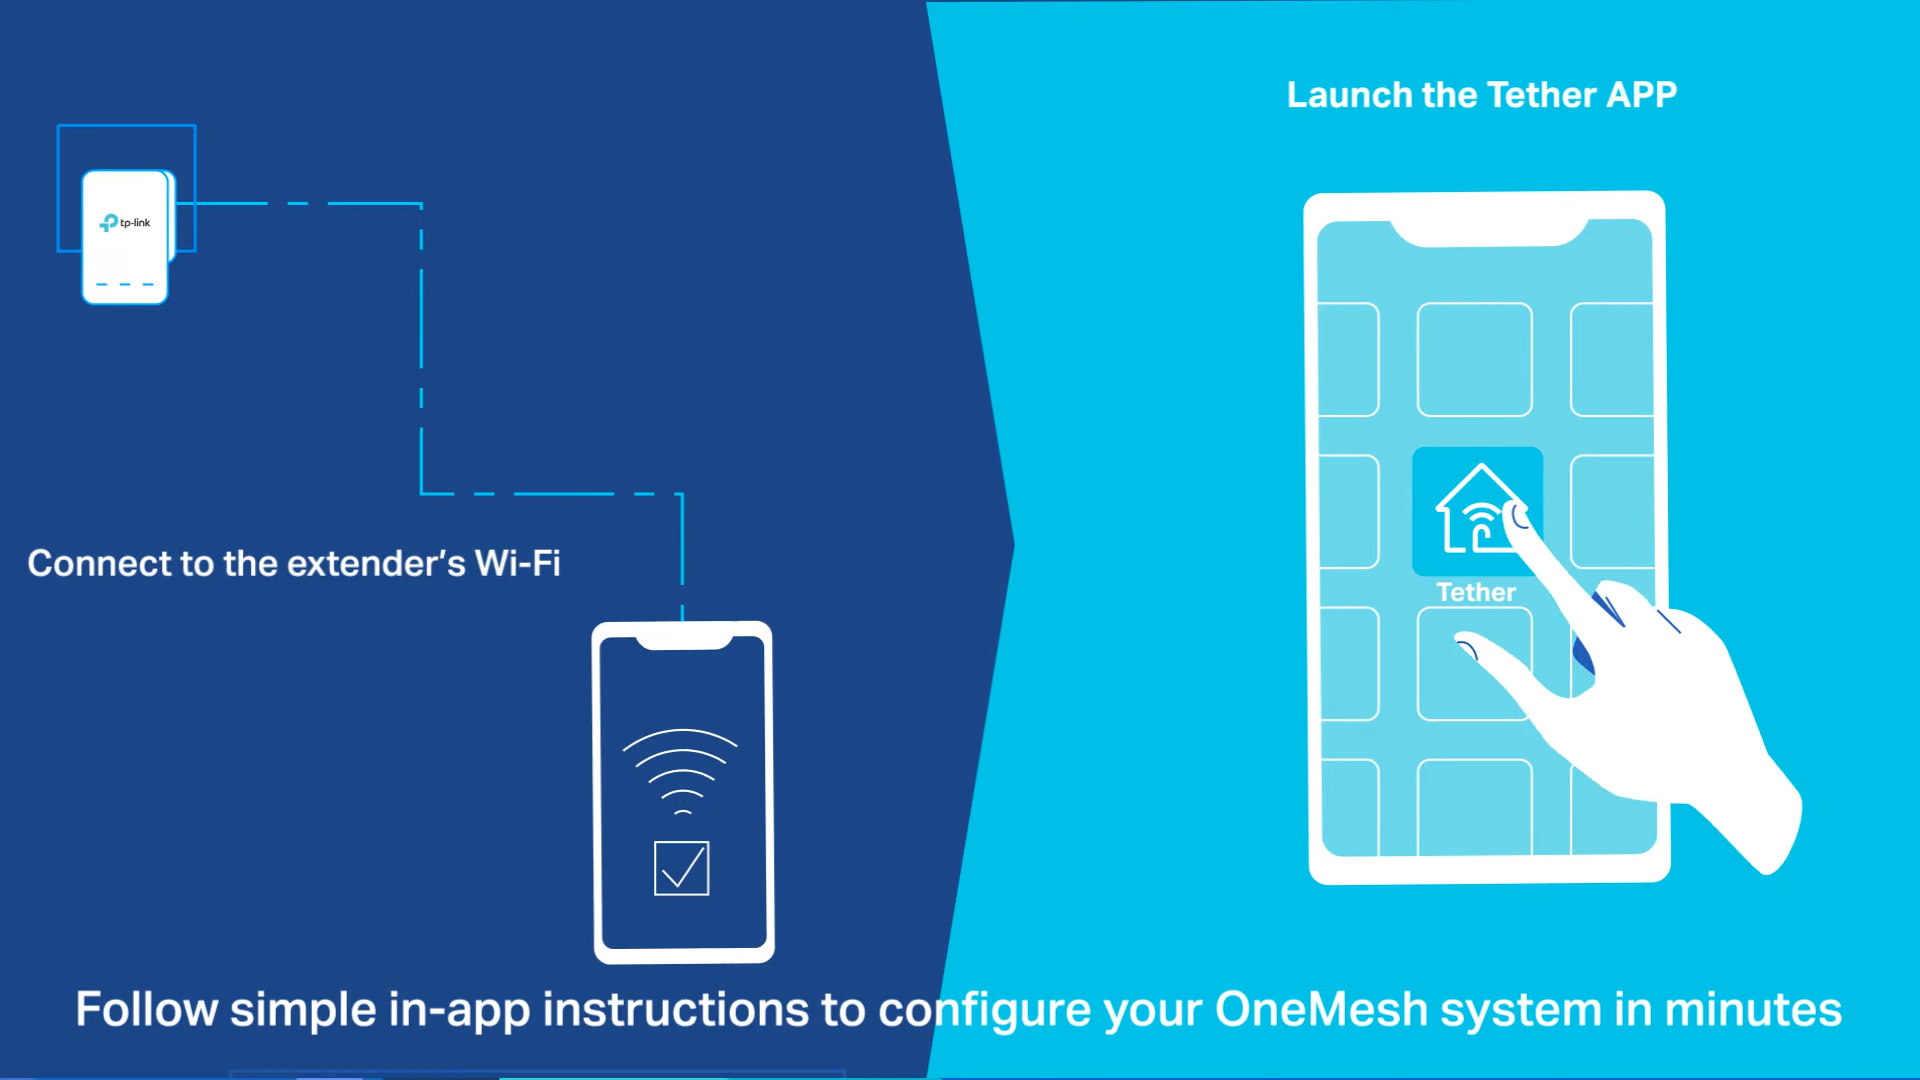 tp-link
Connect to the extender's Wi-Fi
Launch the Tether APP
Tether
Follow simple in-app instructions to configure your OneMesh system in minutes